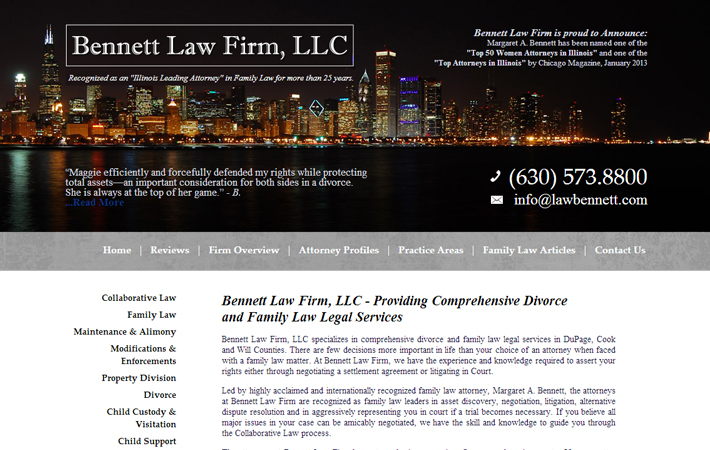 Bennett Law Firm, LLC
Recognized as an "Illinois Leading Attorney" in Family Law for more than 25 years.
Bennett Law Firm is proud to Announce:
Margaret A. Bennett has been named one of the
"Top 50 Women Attorneys in Illinois" and one of the
"Top Attorneys in Illinois" by Chicago Magazine, January 2013
“Maggie efficiently and forcefully defended my rights while protecting
total assets—an important consideration for both sides in a divorce.
She is always at the top of her game.” - B.
...Read More
(630) 573.8800
info@lawbennett.com
Home | Reviews | Firm Overview | Attorney Profiles | Practice Areas | Family Law Articles | Contact Us
Collaborative Law
Family Law
Maintenance & Alimony
Modifications &
Enforcements
Property Division
Divorce
Child Custody &
Visitation
Child Support
Bennett Law Firm, LLC - Providing Comprehensive Divorce
and Family Law Legal Services
Bennett Law Firm, LLC specializes in comprehensive divorce and family law legal services in DuPage, Cook
and Will Counties. There are few decisions more important in life than your choice of an attorney when faced
with a family law matter. At Bennett Law Firm, we have the experience and knowledge required to assert your
rights either through negotiating a settlement agreement or litigating in Court.
Led by highly acclaimed and internationally recognized family law attorney, Margaret A. Bennett, the attorneys
at Bennett Law Firm are recognized as family law leaders in asset discovery, negotiation, litigation, alternative
dispute resolution and in aggressively representing you in court if a trial becomes necessary. If you believe all
major issues in your case can be amicably negotiated, we have the skill and knowledge to guide you through
the Collaborative Law process.